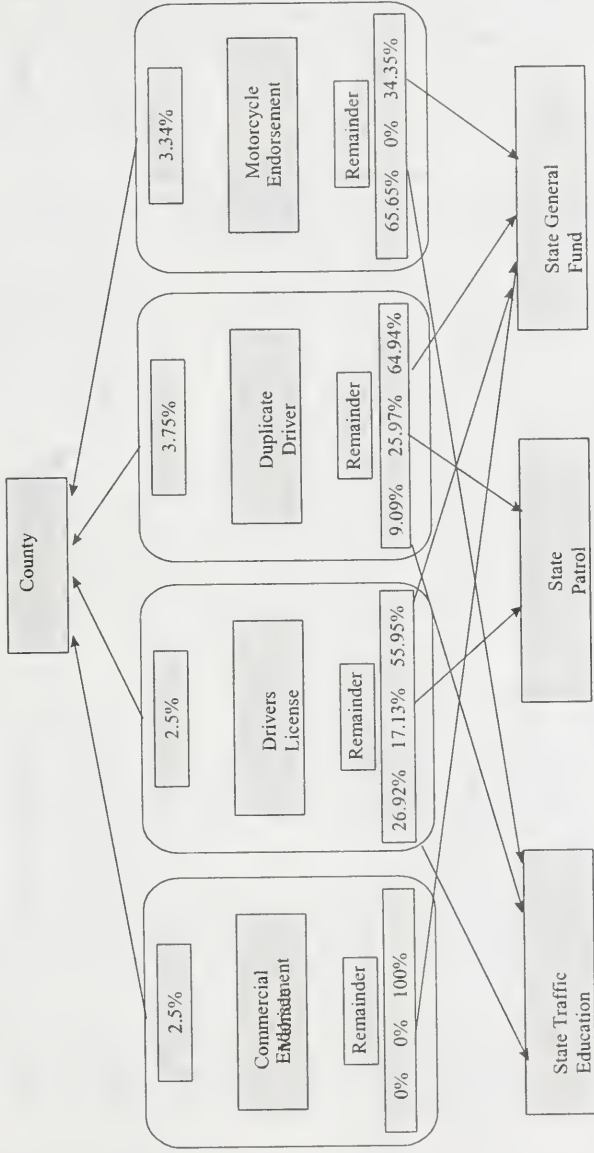 County
2.5%
Commercial
Endorsement
Remainder
0% 0% 100%
2.5%
Drivers
License
Remainder
26.92% 17.13% 55.95%
3.75%
Duplicate
Driver
Remainder
9.09% 25.97% 64.94%
3.34%
Motorcycle
Endorsement
Remainder
65.65% 0% 34.35%
State Traffic
Education
State
Patrol
State General
Fund